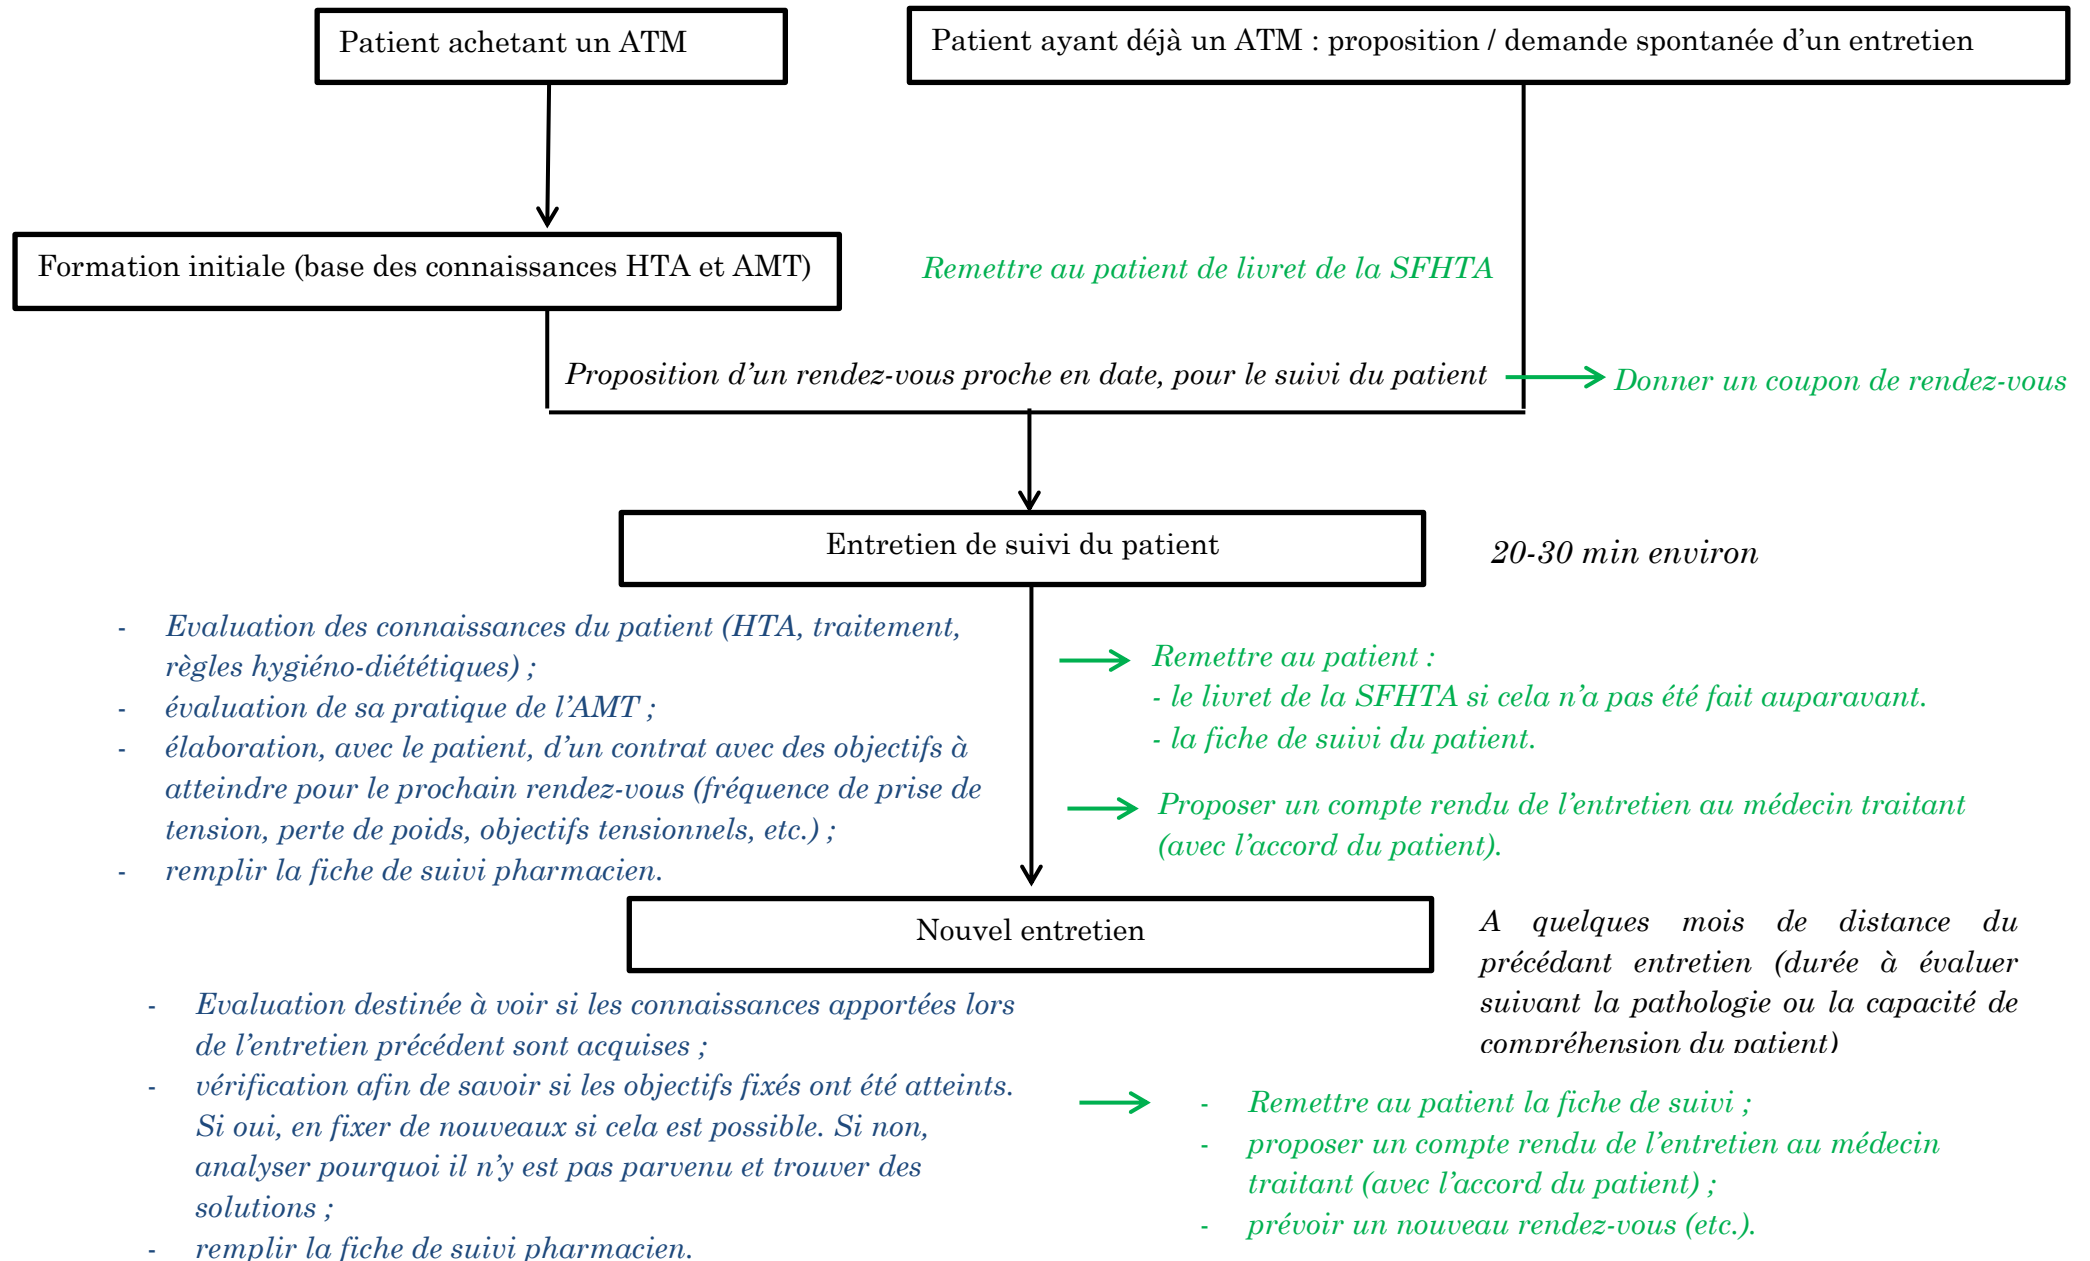 Patient achetant un ATM
Patient ayant déjà un ATM : proposition / demande spontanée d’un entretien
Formation initiale (base des connaissances HTA et AMT)
Remettre au patient de livret de la SFHTA
Proposition d’un rendez-vous proche en date, pour le suivi du patient
Donner un coupon de rendez-vous
Entretien de suivi du patient
20-30 min environ
- Evaluation des connaissances du patient (HTA, traitement,
règles hygiéno-diététiques) ;
- évaluation de sa pratique de l’AMT ;
- élaboration, avec le patient, d’un contrat avec des objectifs à
atteindre pour le prochain rendez-vous (fréquence de prise de
tension, perte de poids, objectifs tensionnels, etc.) ;
- remplir la fiche de suivi pharmacien.
Remettre au patient :
- le livret de la SFHTA si cela n’a pas été fait auparavant.
- la fiche de suivi du patient.
Proposer un compte rendu de l’entretien au médecin traitant
(avec l’accord du patient).
Nouvel entretien
A quelques mois de distance du
précédant entretien (durée à évaluer
suivant la pathologie ou la capacité de
compréhension du patient)
- Evaluation destinée à voir si les connaissances apportées lors
de l’entretien précédent sont acquises ;
- vérification afin de savoir si les objectifs fixés ont été atteints.
Si oui, en fixer de nouveaux si cela est possible. Si non,
analyser pourquoi il n’y est pas parvenu et trouver des
solutions ;
- remplir la fiche de suivi pharmacien.
- Remettre au patient la fiche de suivi ;
- proposer un compte rendu de l’entretien au médecin
traitant (avec l’accord du patient) ;
- prévoir un nouveau rendez-vous (etc.).